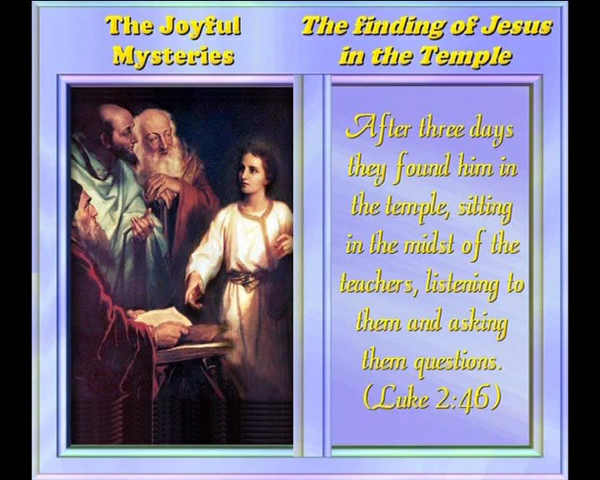 The Joyful
Mysteries
The finding of Jesus
in the Temple
After three days
they found him in
the temple, sitting
in the midst of the
teachers, listening to
them and asking
them questions.
(Luke 2:46)